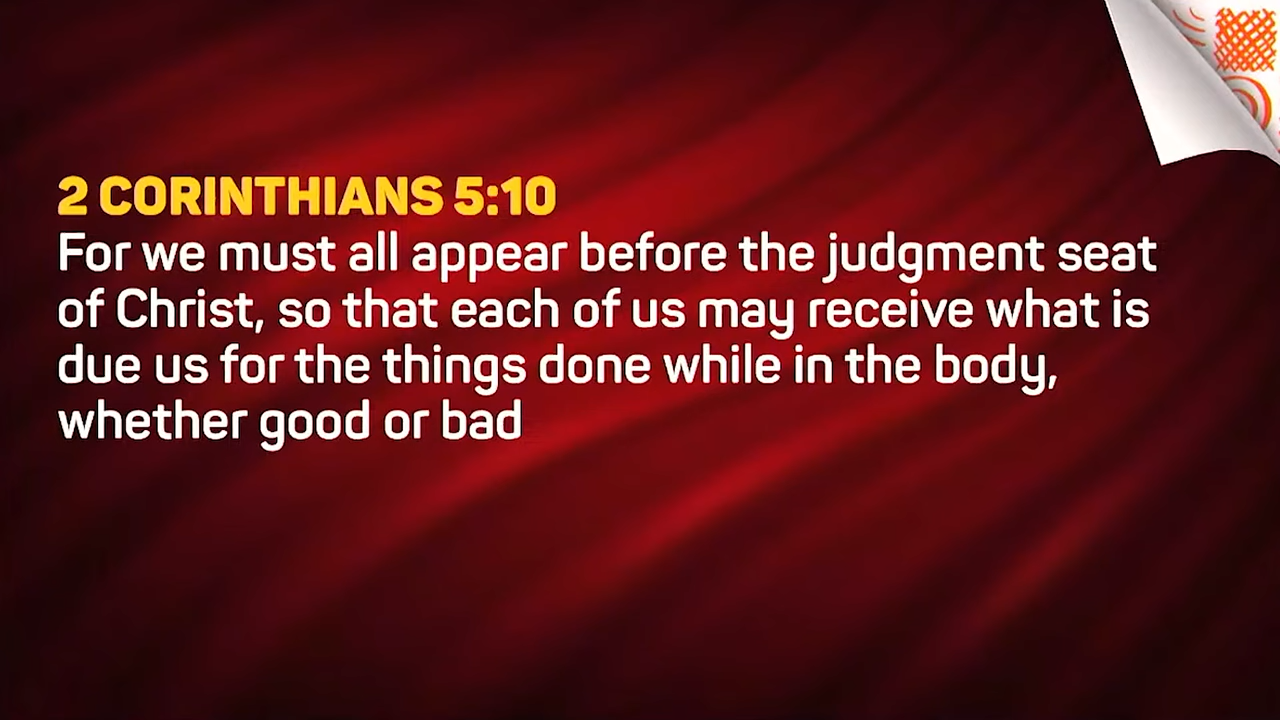 2 CORINTHIANS 5:10
For we must all appear before the judgment seat
of Christ, so that each of us may receive what is
due us for the things done while in the body,
whether good or bad